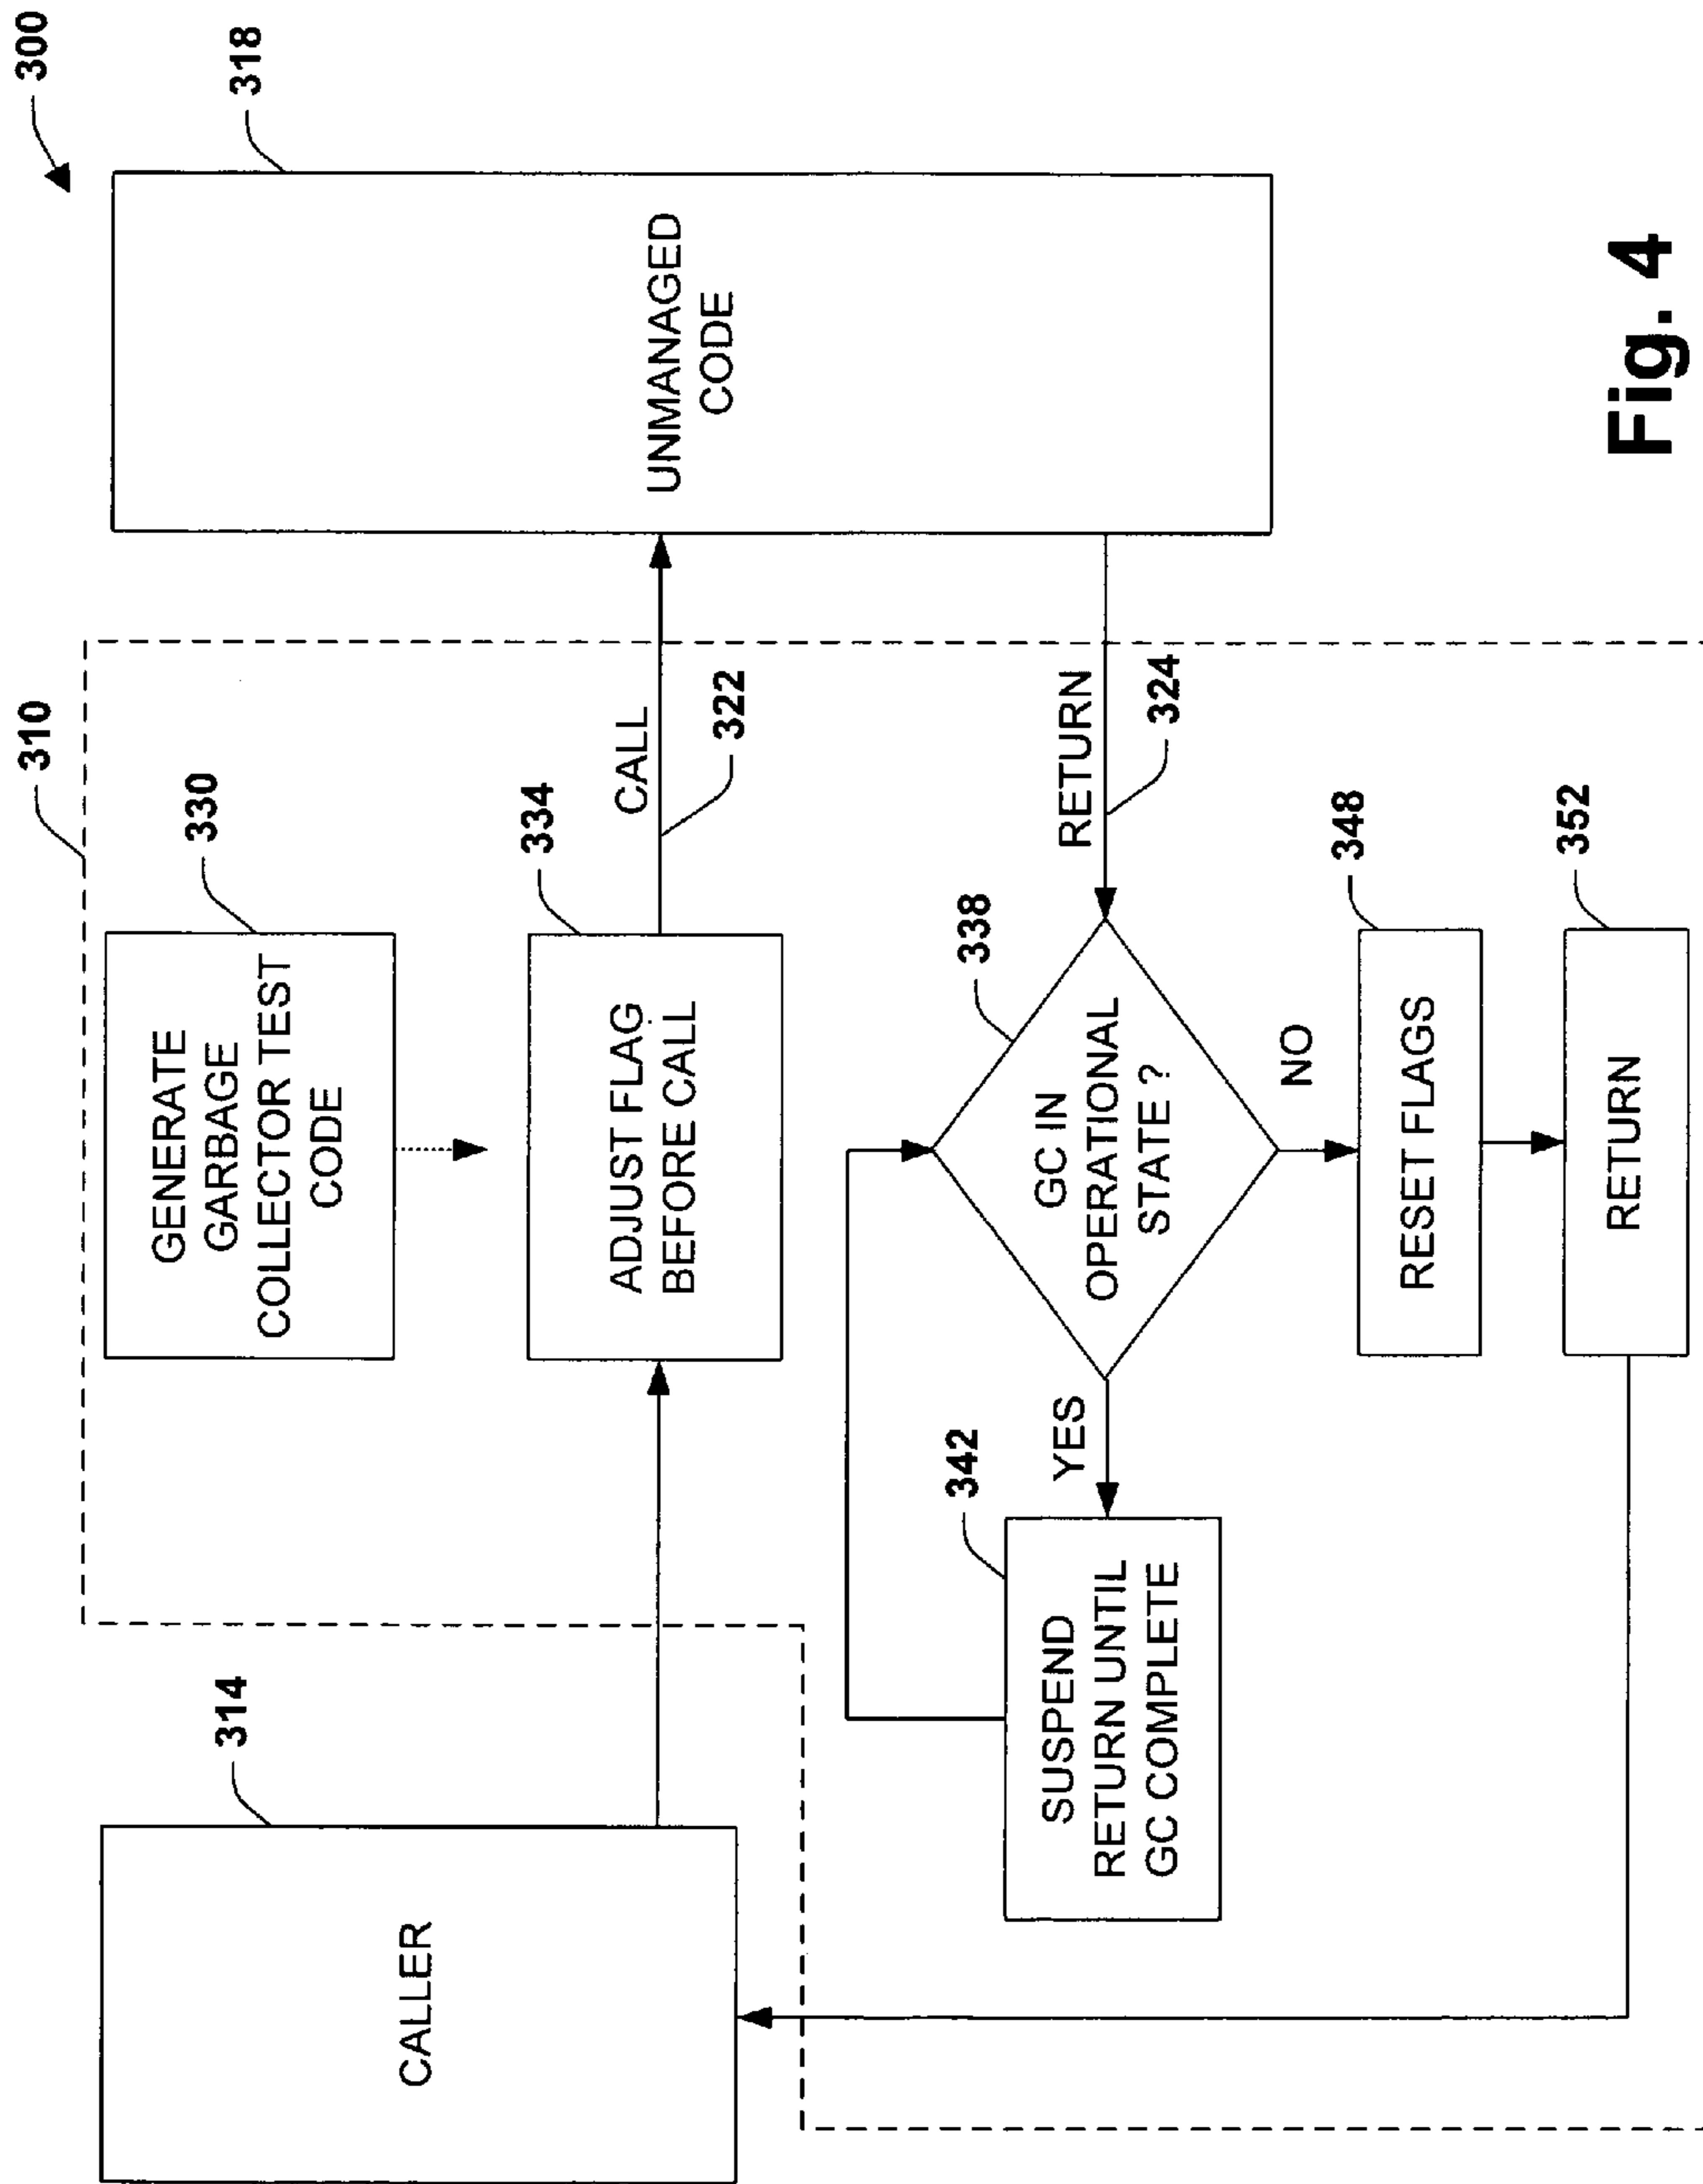 300
310
314
CALLER
330
GENERATE
GARBAGE
COLLECTOR TEST
CODE
334
ADJUST FLAG
BEFORE CALL
CALL
322
318
UNMANAGED
CODE
RETURN
324
338
GC IN
OPERATIONAL
STATE ?
YES
342
SUSPEND
RETURN UNTIL
GC COMPLETE
NO
348
RESET FLAGS
352
RETURN
Fig. 4